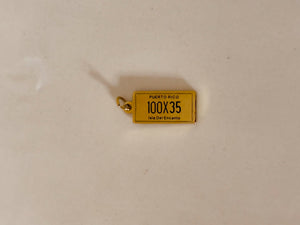 PUERTO RICO
100X35
Isla Del Encanto